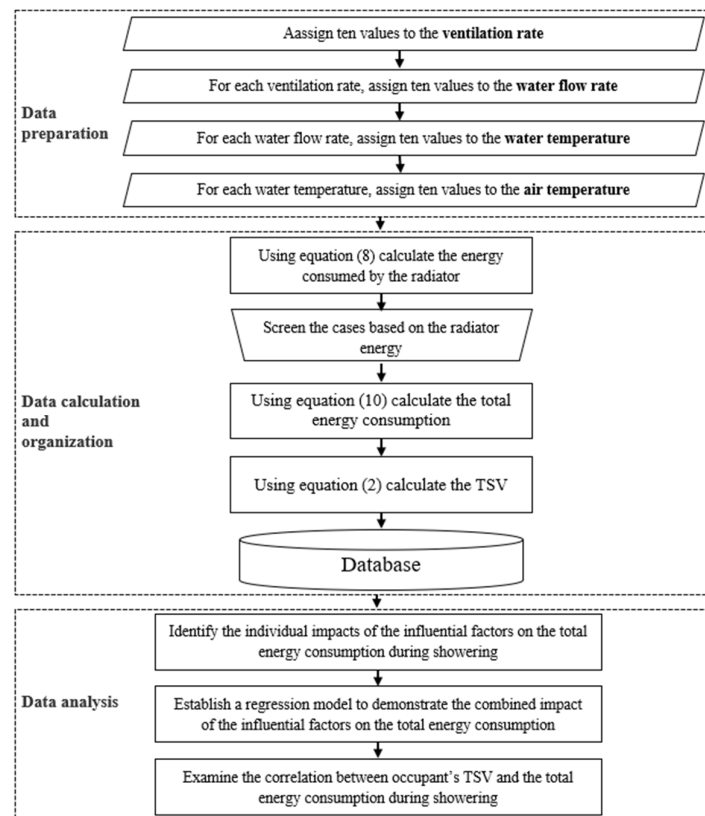 Aassign ten values to the ventilation rate
For each ventilation rate, assign ten values to the water flow rate
Data
preparation
For each water flow rate, assign ten values to the water temperature
For each water temperature, assign ten values to the air temperature
Using equation (8) calculate the energy
consumed by the radiator
Screen the cases based on the radiator
energy
Data calculation
and
organization
Using equation (10) calculate the total
energy consumption
Using equation (2) calculate the TSV
Database
Identify the individual impacts of the influential factors on the total
energy consumption during showering
Data analysis
Establish a regression model to demonstrate the combined impact
of the influential factors on the total energy consumption
Examine the correlation between occupant’s TSV and the total
energy consumption during showering